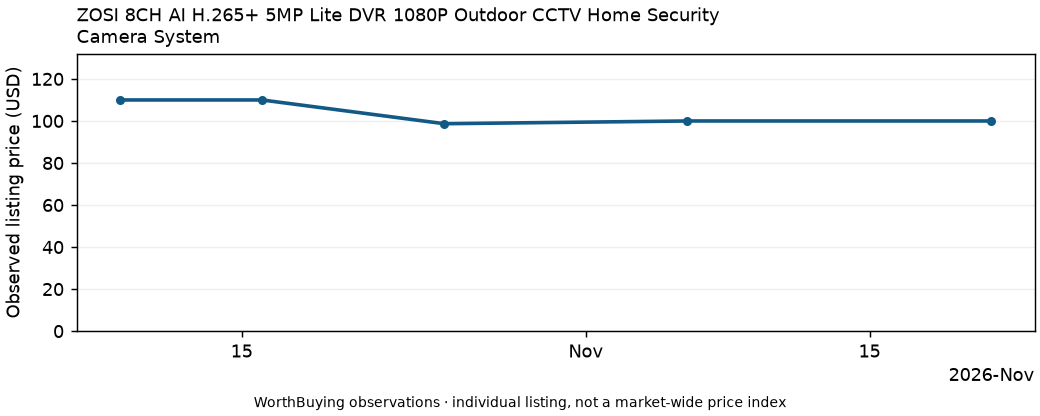 ZOSI 8CH AI H.265+ 5MP Lite DVR 1080P Outdoor CCTV Home Security
Camera System
Observed listing price (USD)
120
100
80
60
40
20
0
15
Nov
15
2026-Nov
WorthBuying observations · individual listing, not a market-wide price index